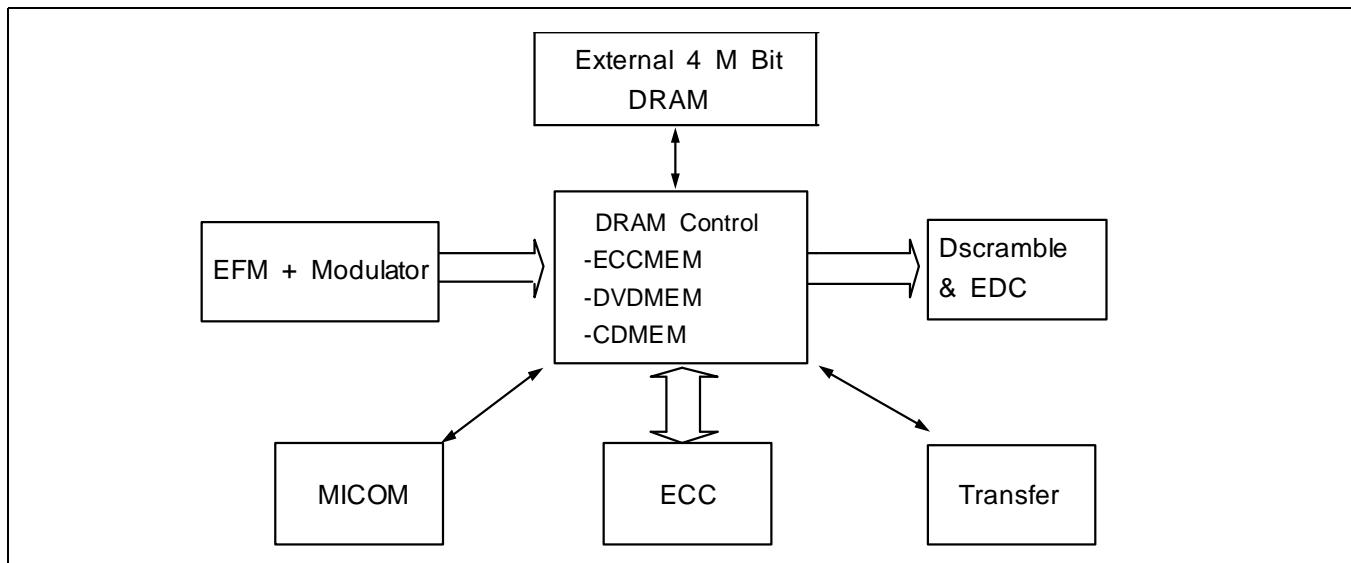 External 4 M Bit
DRAM
DRAM Control
-ECCMEM
-DVDMEM
-CDMEM
EFM + Modulator
Dscramble
& EDC
MICOM
ECC
Transfer